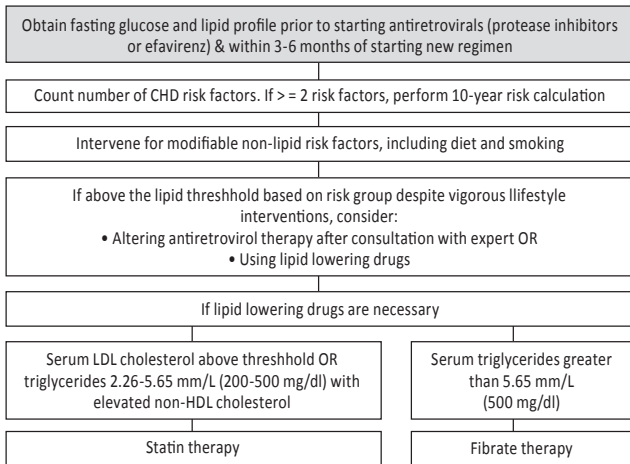 Obtain fasting glucose and lipid profile prior to starting antiretrovirals (protease inhibitors
or efavirenz) & within 3-6 months of starting new regimen
Count number of CHD risk factors. If > = 2 risk factors, perform 10-year risk calculation
Intervene for modifiable non-lipid risk factors, including diet and smoking
If above the lipid threshhold based on risk group despite vigorous llifestyle
interventions, consider:
• Altering antiretrovirol therapy after consultation with expert OR
• Using lipid lowering drugs
If lipid lowering drugs are necessary
Serum LDL cholesterol above threshhold OR
triglycerides 2.26-5.65 mm/L (200-500 mg/dl) with
elevated non-HDL cholesterol
Serum triglycerides greater
than 5.65 mm/L
(500 mg/dl)
Statin therapy
Fibrate therapy